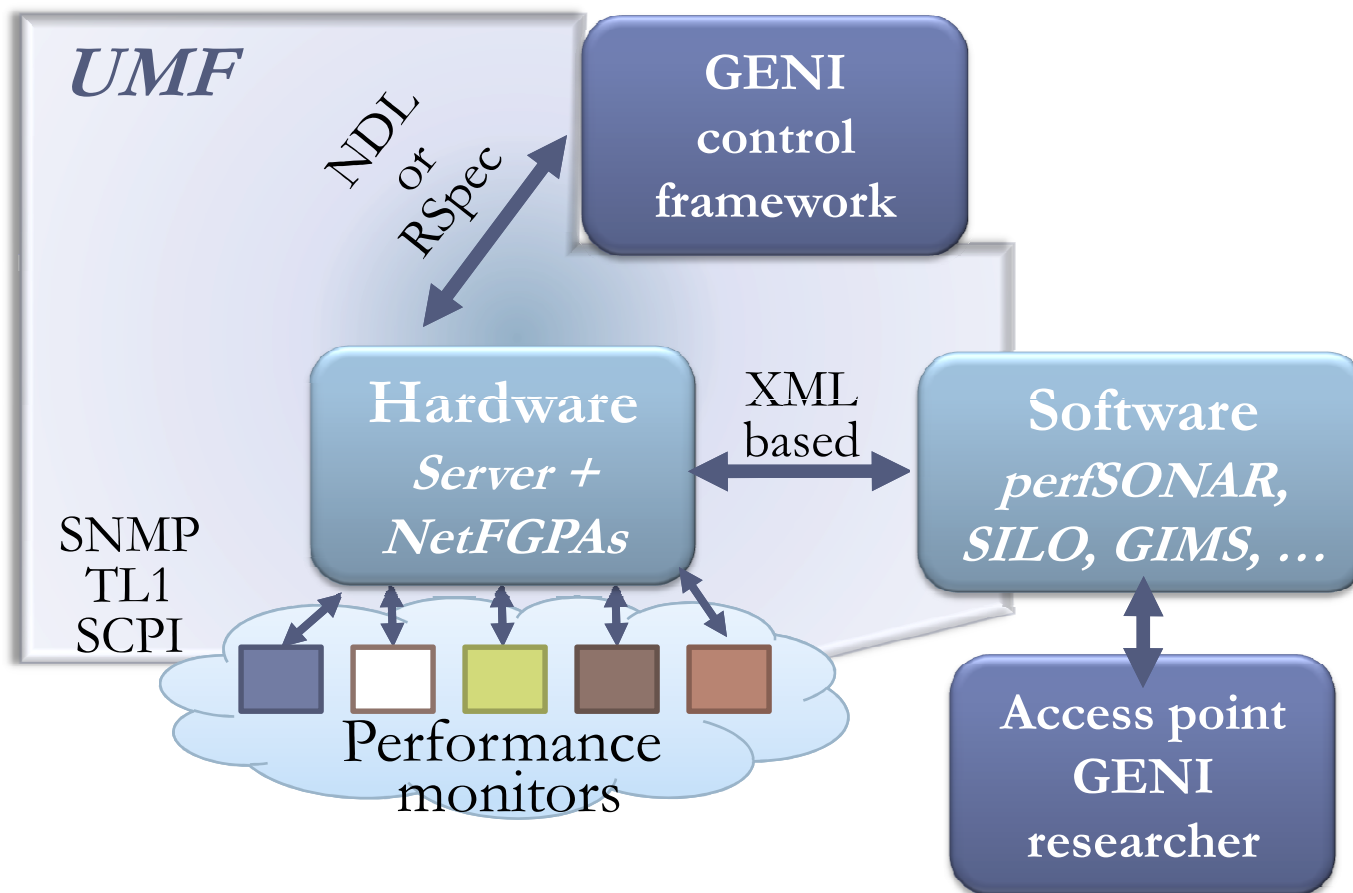 UMF
GENI
control
framework
NDL
or
RSpec
Hardware
Server +
NetFGPAs
XML
based
Software
perfSONAR,
SILO, GIMS, ...
SNMP
TL1
SCPI
Performance
monitors
Access point
GENI
researcher